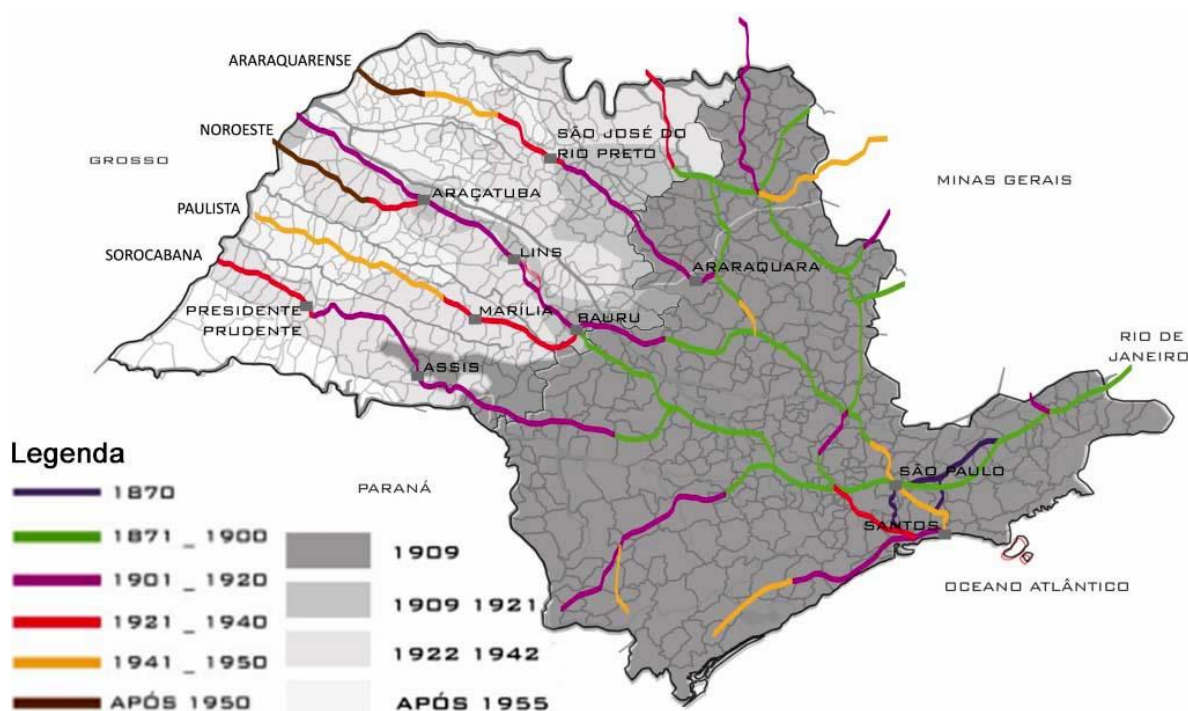 ARARAQUARENSE
NOROESTE
GROSSO
PAULISTA
SOROCABANA
PRESIDENTE
PRUDENTE
SÃO JOSÉ DO
RIO PRETO
ARAÇATUBA
LINS
MARÍLIA
BAURU
ASSIS
ARARAQUARA
MINAS GERAIS
RIO DE
JANEIRO
SÃO PAULO
SANTOS
OCEANO ATLÂNTICO
PARANÁ
Legenda
1870
1871 _ 1900
1901 _ 1920
1921 _ 1940
1941 _ 1950
APÓS 1950
1909
1909 1921
1922 1942
APÓS 1955